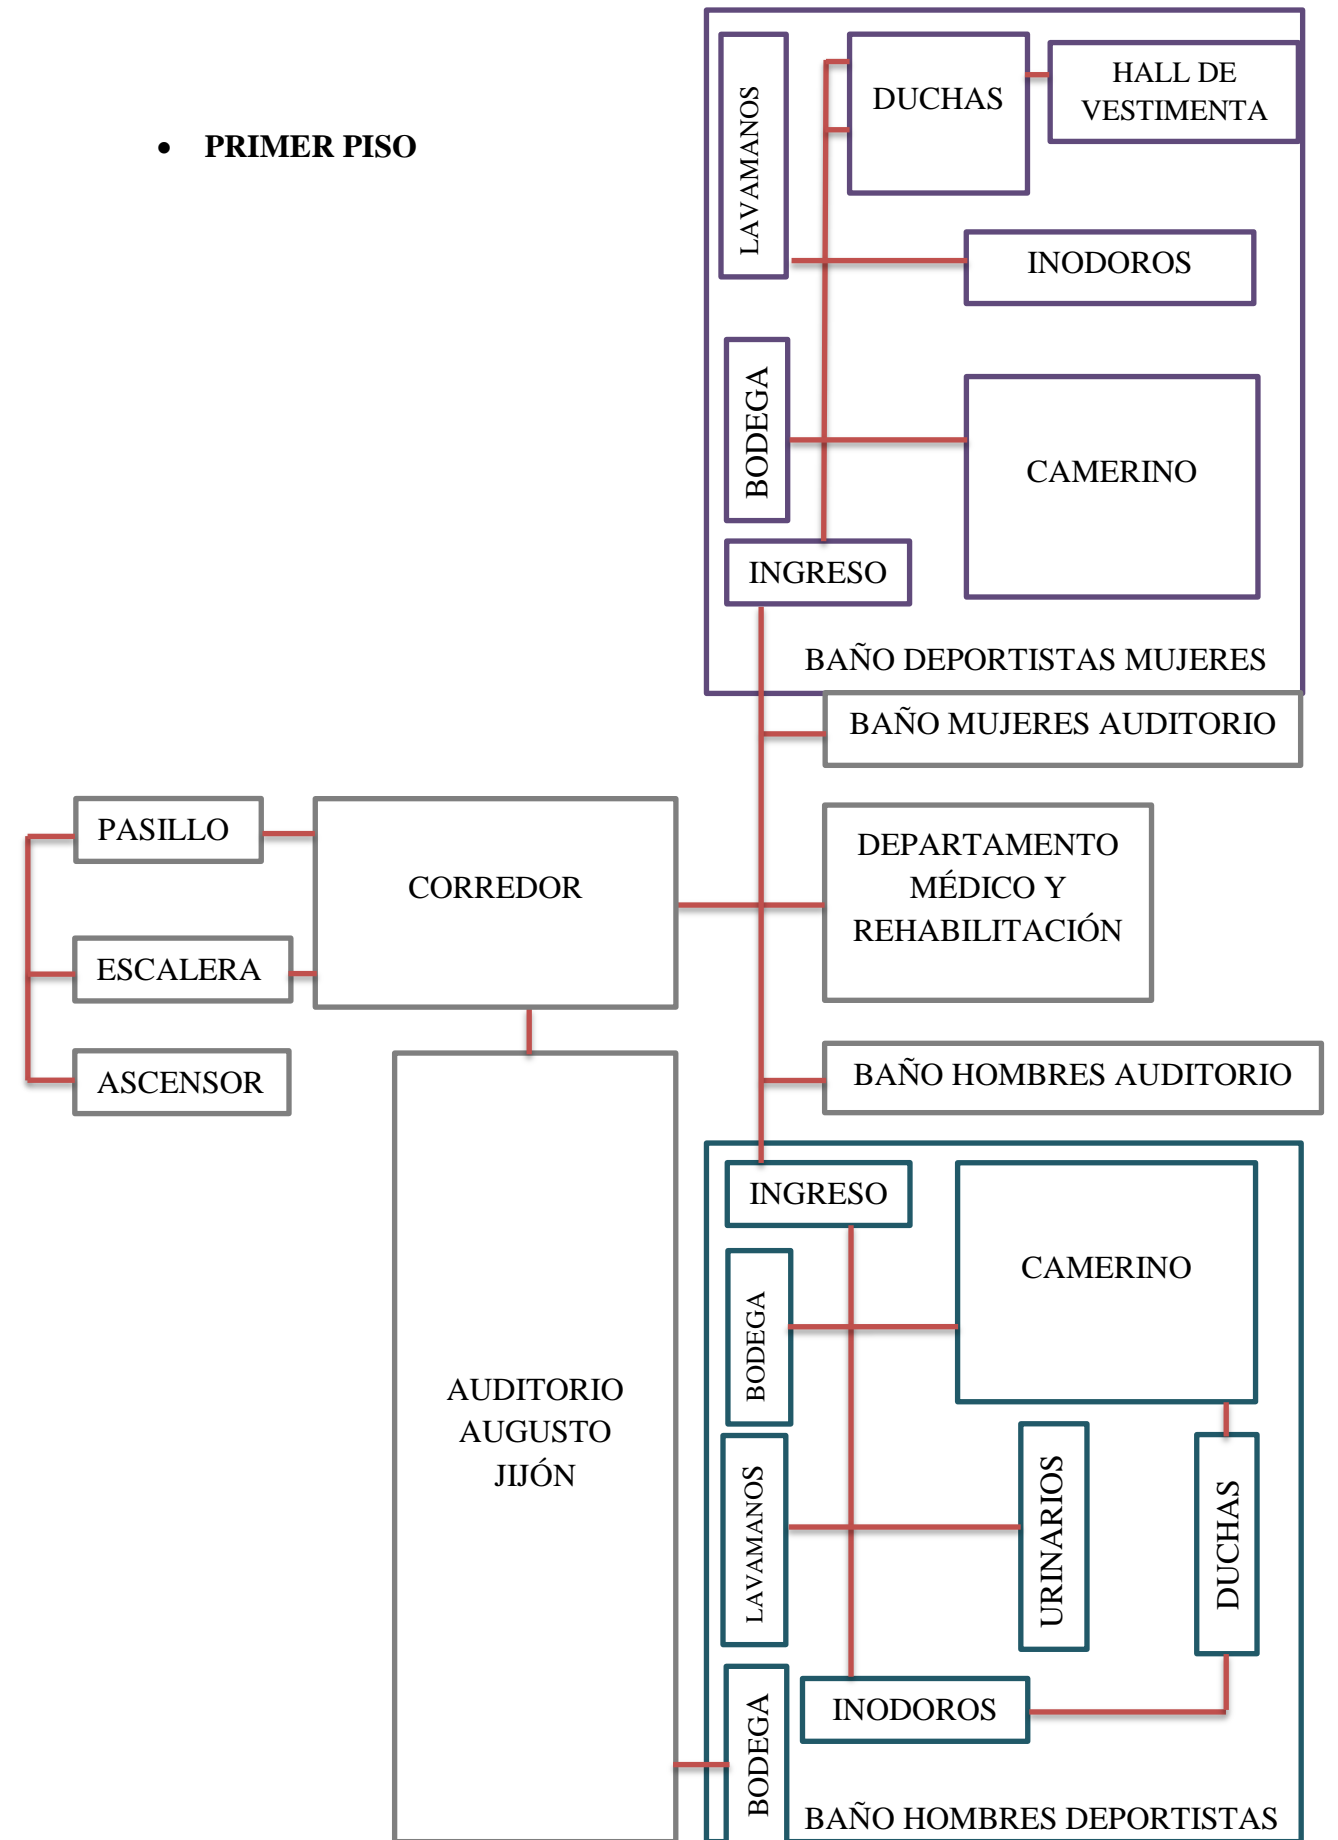 • PRIMER PISO
LAVAMANOS
DUCHAS
HALL DE
VESTIMENTA
INODOROS
BODEGA
CAMERINO
INGRESO
BAÑO DEPORTISTAS MUJERES
BAÑO MUJERES AUDITORIO
PASILLO
CORREDOR
DEPARTAMENTO
MÉDICO Y
REHABILITACIÓN
ESCALERA
ASCENSOR
BAÑO HOMBRES AUDITORIO
INGRESO
CAMERINO
BODEGA
AUDITORIO
AUGUSTO
JIJÓN
LAVAMANOS
URINARIOS
DUCHAS
INODOROS
BODEGA
BAÑO HOMBRES DEPORTISTAS